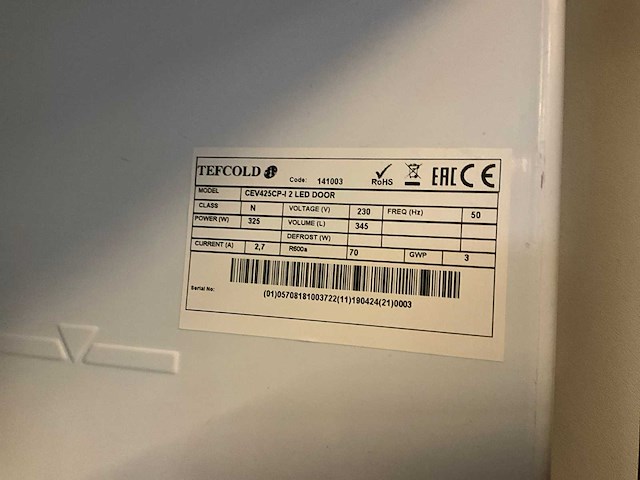 TEFCOLD Code: 141003 RoHS EAC CE
MODEL CEV425CP-I 2 LED DOOR
CLASS N VOLTAGE (V) 230 FREQ (Hz) 50
POWER (W) 325 VOLUME (L) 345
DEFROST (W)
CURRENT (A) 2,7 R600a 70 GWP 3
Serial No:
(01)05708181003722(11)190424(21)0003